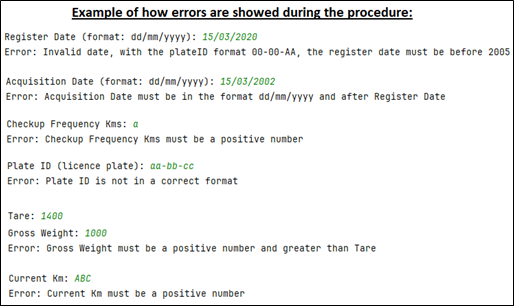 Example of how errors are showed during the procedure:
Register Date (format: dd/mm/yyyy): 15/03/2020
Error: Invalid date, with the plateID format 00-00-AA, the register date must be before 2005
Acquisition Date (format: dd/mm/yyyy): 15/03/2002
Error: Acquisition Date must be in the format dd/mm/yyyy and after Register Date
Checkup Frequency Kms: a
Error: Checkup Frequency Kms must be a positive number
Plate ID (licence plate): aa-bb-cc
Error: Plate ID is not in a correct format
Tare: 1400
Gross Weight: 1000
Error: Gross Weight must be a positive number and greater than Tare
Current Km: ABC
Error: Current Km must be a positive number